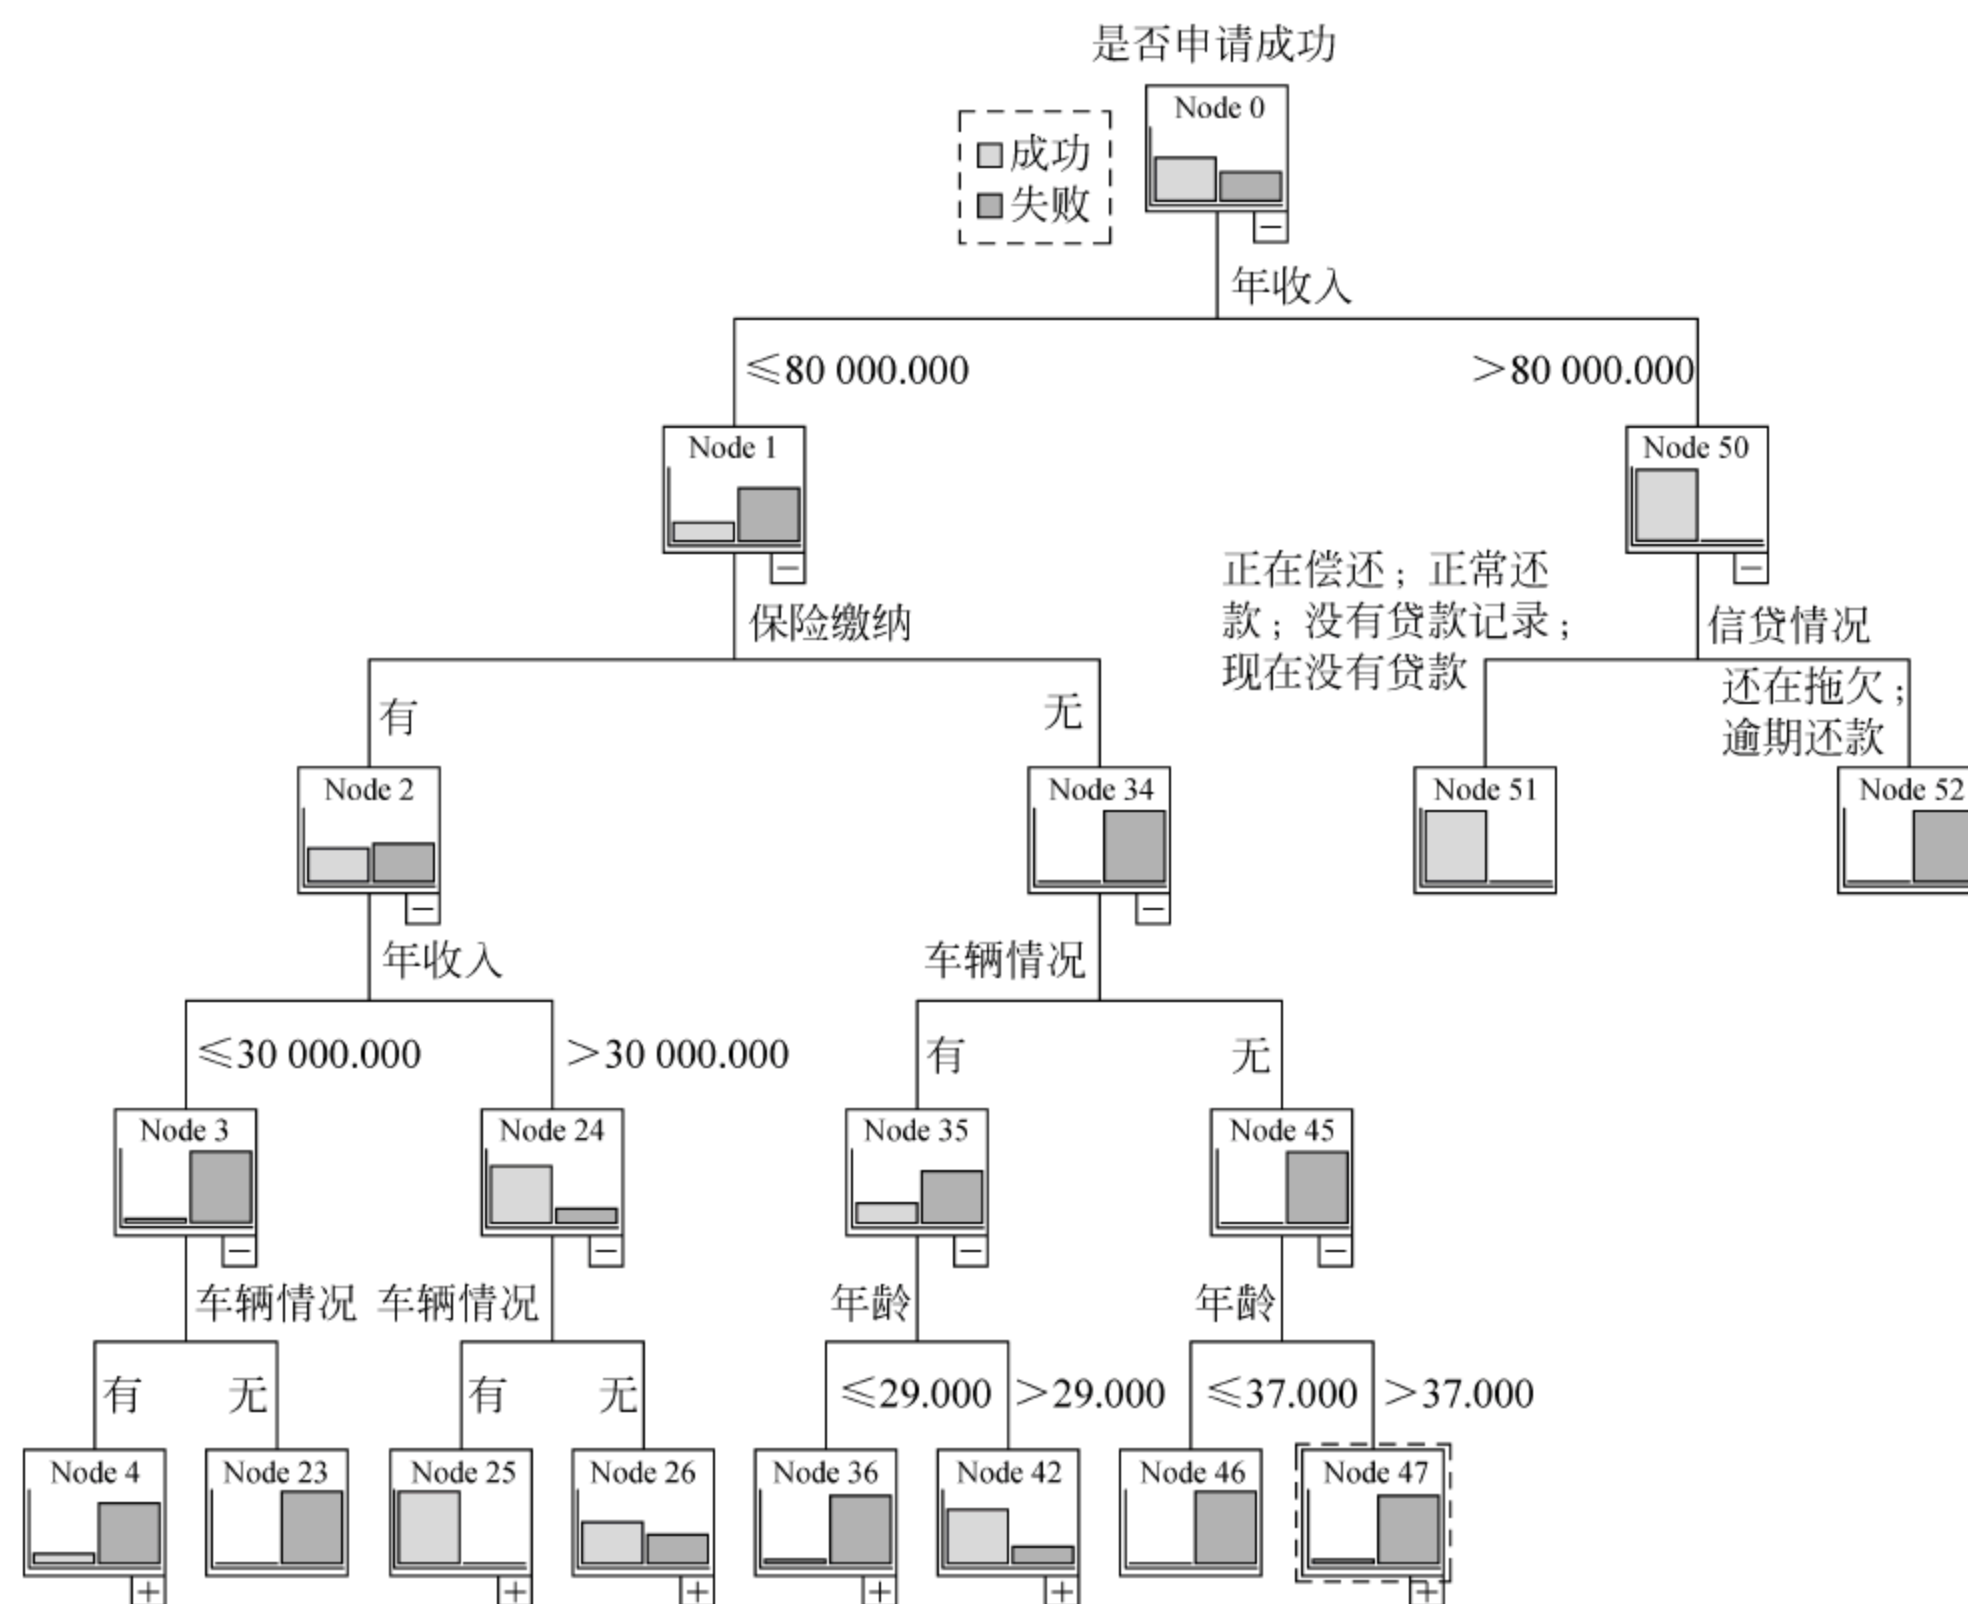 是否申请成功
Node 0
成功
失败
年收入
≤80 000.000
>80 000.000
Node 1
Node 50
保险缴纳
正在偿还；正常还
款；没有贷款记录；
现在没有贷款
信贷情况
还在拖欠；
逾期还款
有
无
Node 2
Node 34
Node 51
Node 52
年收入
车辆情况
≤30 000.000
>30 000.000
有
无
Node 3
Node 24
Node 35
Node 45
车辆情况
车辆情况
年龄
年龄
有
无
有
无
≤29.000
>29.000
≤37.000
>37.000
Node 4
Node 23
Node 25
Node 26
Node 36
Node 42
Node 46
Node 47